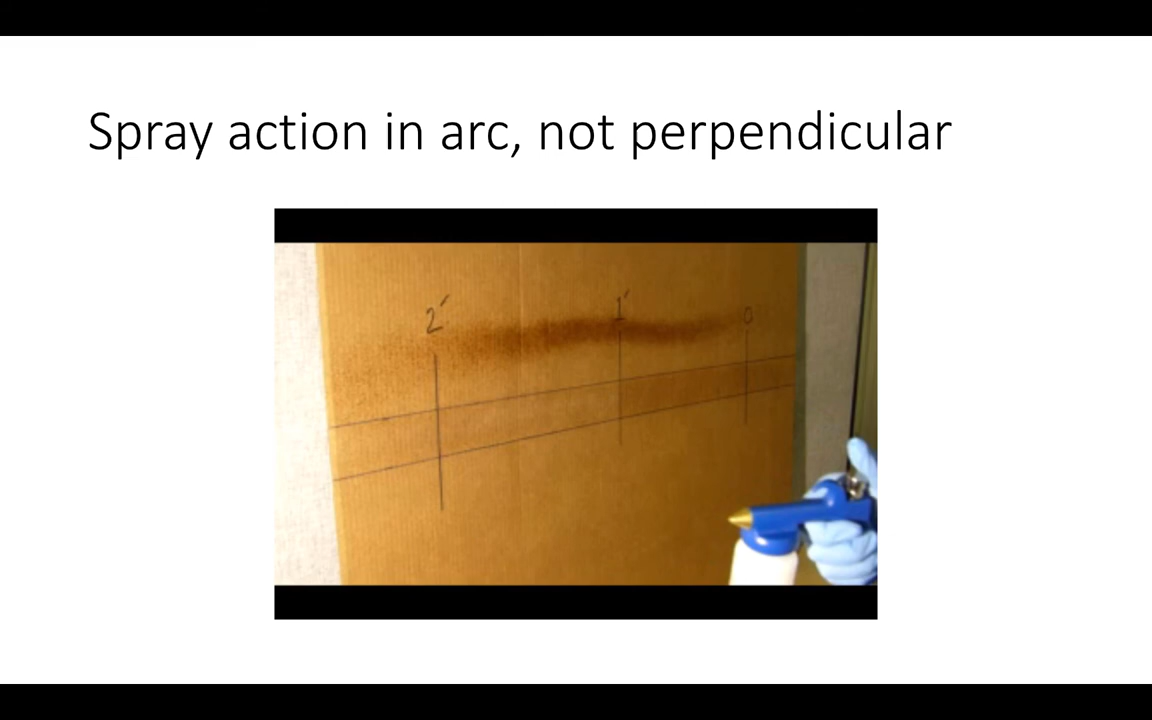 Spray action in arc, not perpendicular
2' 1' 0